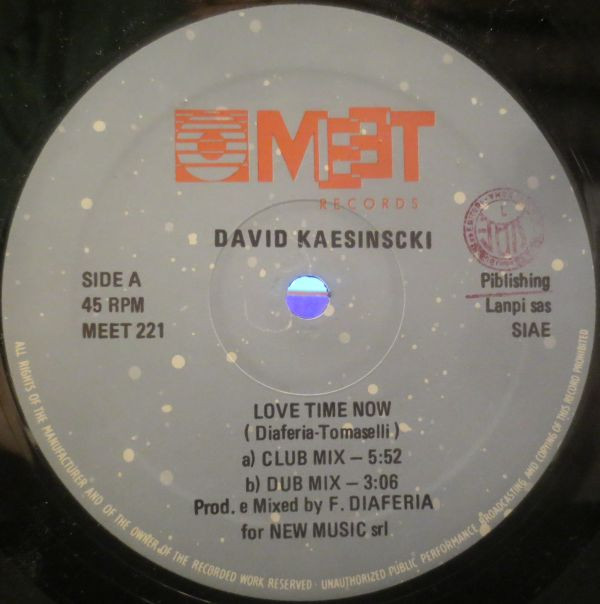 MEET
RECORDS
DAVID KAESINSCKI
SIDE A
45 RPM
MEET 221
Piblishing
Lanpi sas
SIAE
LOVE TIME NOW
( Diaferia-Tomaselli )
a) CLUB MIX – 5:52
b) DUB MIX – 3:06
Prod. e Mixed by F. DIAFERIA
for NEW MUSIC srl
ALL RIGHTS OF THE MANUFACTURER AND OF THE OWNER OF THE RECORDED WORK RESERVED · UNAUTHORIZED PUBLIC PERFORMANCE, BROADCASTING AND COPYING OF THIS RECORD PROHIBITED